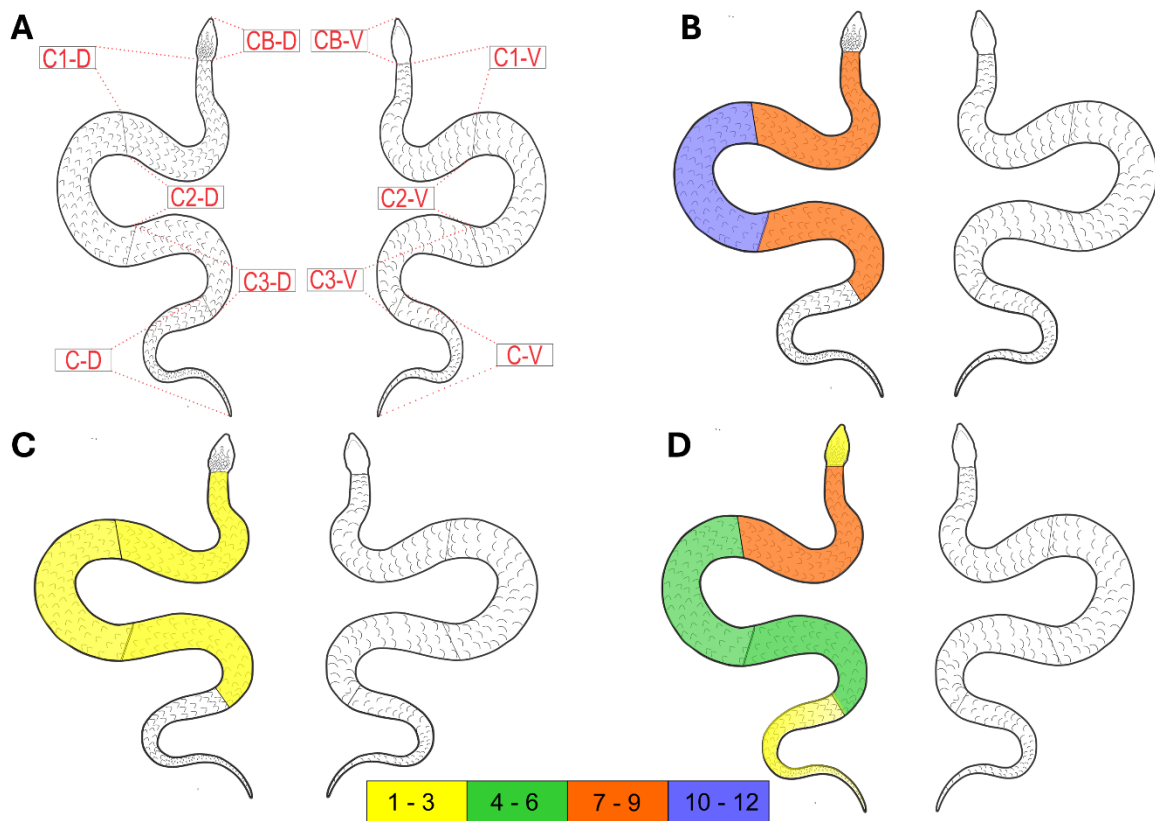 A
CB-D
CB-V
C1-D
C1-V
C2-D
C2-V
C3-D
C3-V
C-D
C-V
B
C
D
1 - 3
4 - 6
7 - 9
10 - 12